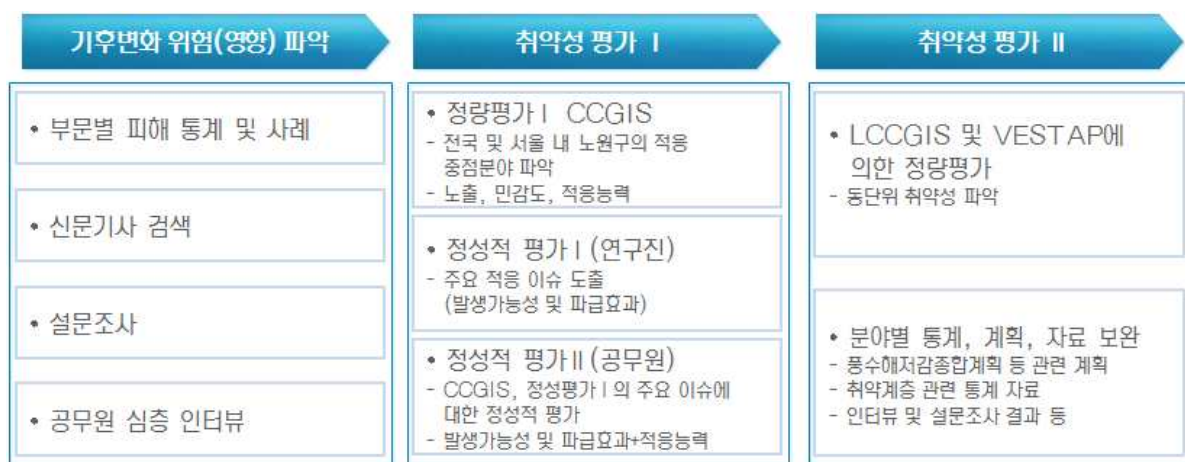 기후변화 위험(영향) 파악
• 부문별 피해 통계 및 사례
• 신문기사 검색
• 설문조사
• 공무원 심층 인터뷰
취약성 평가 Ⅰ
• 정량평가Ⅰ CCGIS
- 전국 및 서울 내 노원구의 적응
중점분야 파악
- 노출, 민감도, 적응능력
• 정성적 평가Ⅰ(연구진)
- 주요 적응 이슈 도출
(발생가능성 및 파급효과)
• 정성적 평가Ⅱ(공무원)
- CCGIS, 정성평가Ⅰ의 주요 이슈에
대한 정성적 평가
- 발생가능성 및 파급효과+적응능력
취약성 평가 Ⅱ
• LCCGIS 및 VESTAP에
의한 정량평가
- 동단위 취약성 파악
• 분야별 통계, 계획, 자료 보완
- 풍수해저감종합계획 등 관련 계획
- 취약계층 관련 통계 자료
- 인터뷰 및 설문조사 결과 등